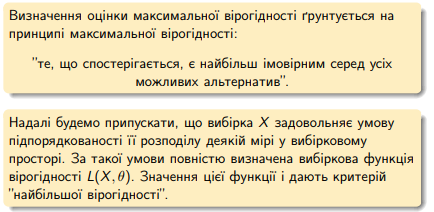 Визначення оцінки максимальної вірогідності ґрунтується на
принципі максимальної вірогідності:
"те, що спостерігається, є найбільш імовірним серед усіх
можливих альтернатив".
Надалі будемо припускати, що вибірка X задовольняє умову
підпорядкованості її розподілу деякій мірі у вибірковому
просторі. За такої умови повністю визначена вибіркова функція
вірогідності L(X, θ). Значення цієї функції і дають критерій
"найбільшої вірогідності".